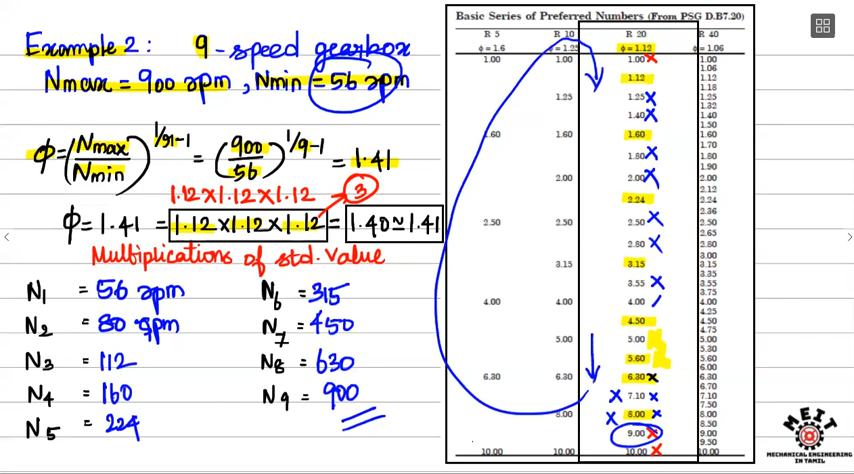 Example 2: 9-speed gearbox
Nmax = 900 rpm, Nmin = 56 rpm
φ = (Nmax/Nmin)^1/n-1 = (900/56)^1/9-1 = 1.41
1.12 x 1.12 x 1.12 3
φ = 1.41 = 1.12 x 1.12 x 1.12 = 1.40 ≃ 1.41
Multiplications of std. value
N1 = 56 rpm
N2 = 80 rpm
N3 = 112
N4 = 160
N5 = 224
N6 = 315
N7 = 450
N8 = 630
N9 = 900
Basic Series of Preferred Numbers (From PSG D.B7.20)
R 5 R 10 R 20 R 40
ϕ = 1.6 ϕ = 1.25 ϕ = 1.12 ϕ = 1.06
1.00 1.00 1.00 1.00
1.06
1.12 1.12
1.18
1.25 1.25 1.25
1.32
1.40 1.40
1.50
1.60 1.60 1.60 1.60
1.70
1.80 1.80
1.90
2.00 2.00 2.00
2.12
2.24 2.24
2.36
2.50 2.50 2.50 2.50
2.65
2.80 2.80
3.00
3.15 3.15 3.15
3.35
3.55 3.55
3.75
4.00 4.00 4.00 4.00
4.25
4.50 4.50
4.75
5.00 5.00 5.00
5.30
5.60 5.60
6.00
6.30 6.30 6.30 6.30
6.70
7.10 7.10
7.50
8.00 8.00 8.00
8.50
9.00 9.00
9.50
10.00 10.00 10.00 10.00
MEIT
MECHANICAL ENGINEERING
IN TAMIL